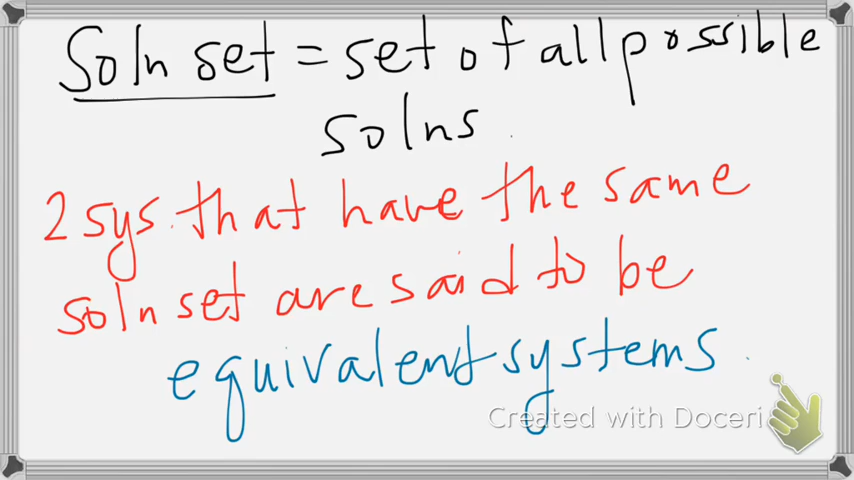 Soln set = set of all possible
solns
2 sys. that have the same
soln set are said to be
equivalent systems.
Created with Doceri